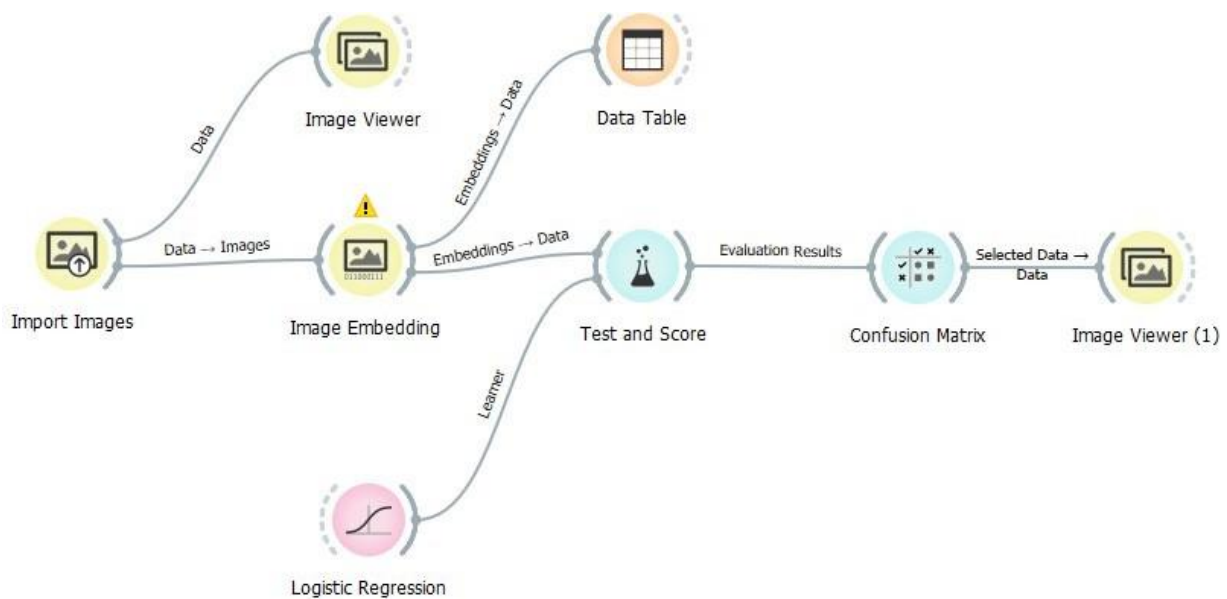 Image Viewer
Data Table
Data
Embeddings → Data
Data → Images
Embeddings → Data
Evaluation Results
Selected Data →
Data
011000111
Import Images
Image Embedding
Test and Score
Confusion Matrix
Image Viewer (1)
Learner
Logistic Regression